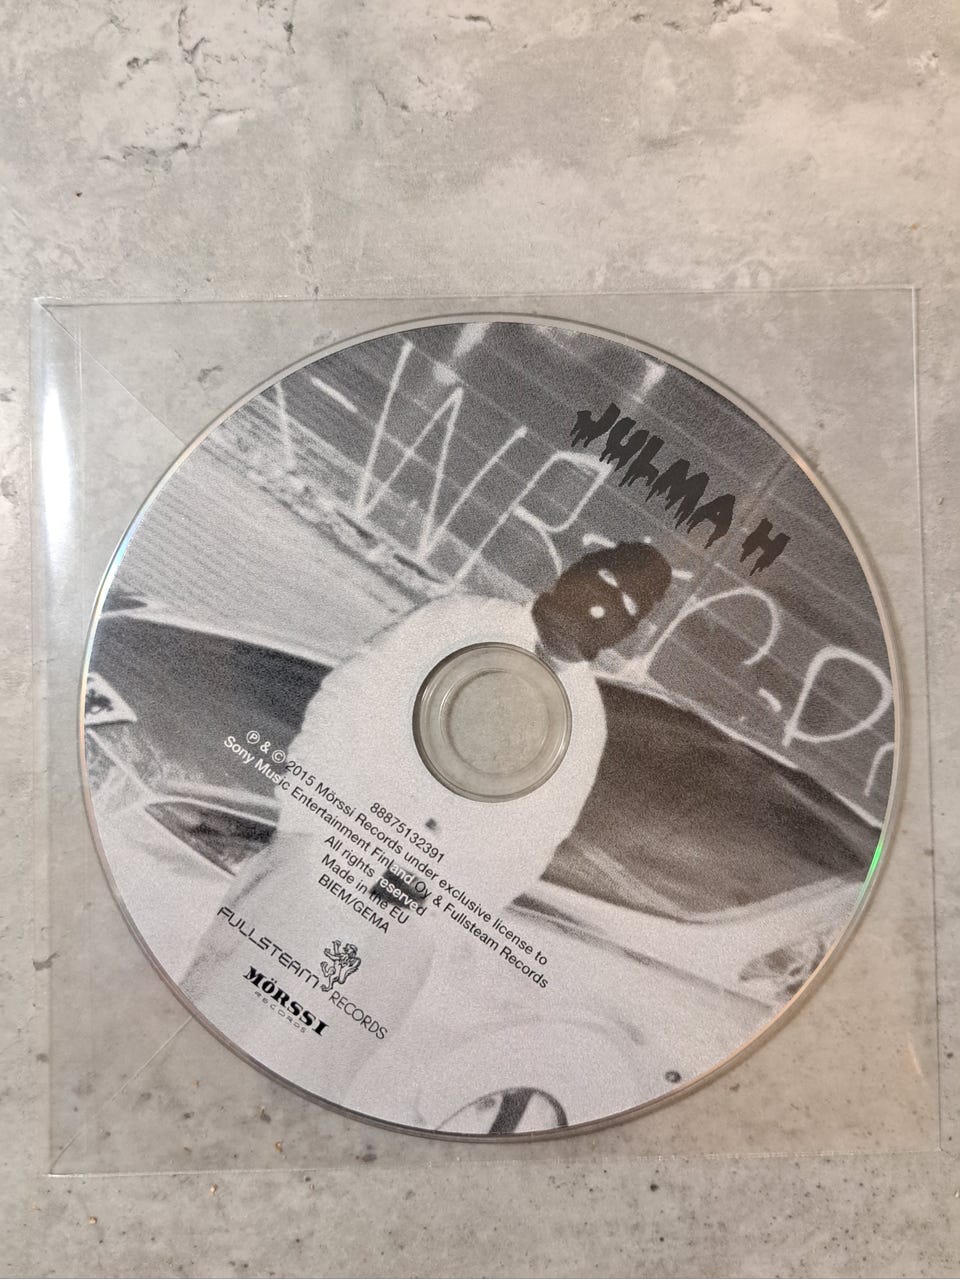 JULMA H
88875132391
℗ & © 2015 Mörssi Records under exclusive license to
Sony Music Entertainment Finland Oy & Fullsteam Records
All rights reserved
Made in the EU
BIEM/GEMA
FULLSTEAM RECORDS
MÖRSSI
RECORDS